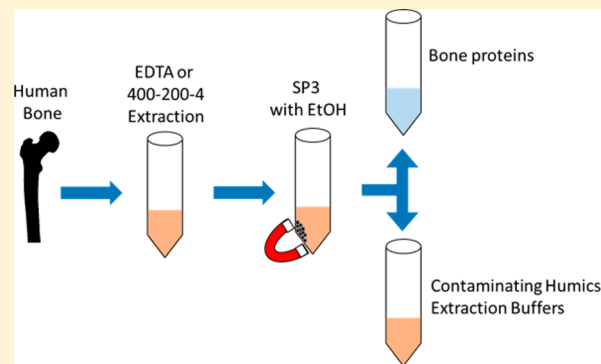 Human
Bone
EDTA or
400-200-4
Extraction
SP3
with EtOH
Bone proteins
Contaminating Humics
Extraction Buffers